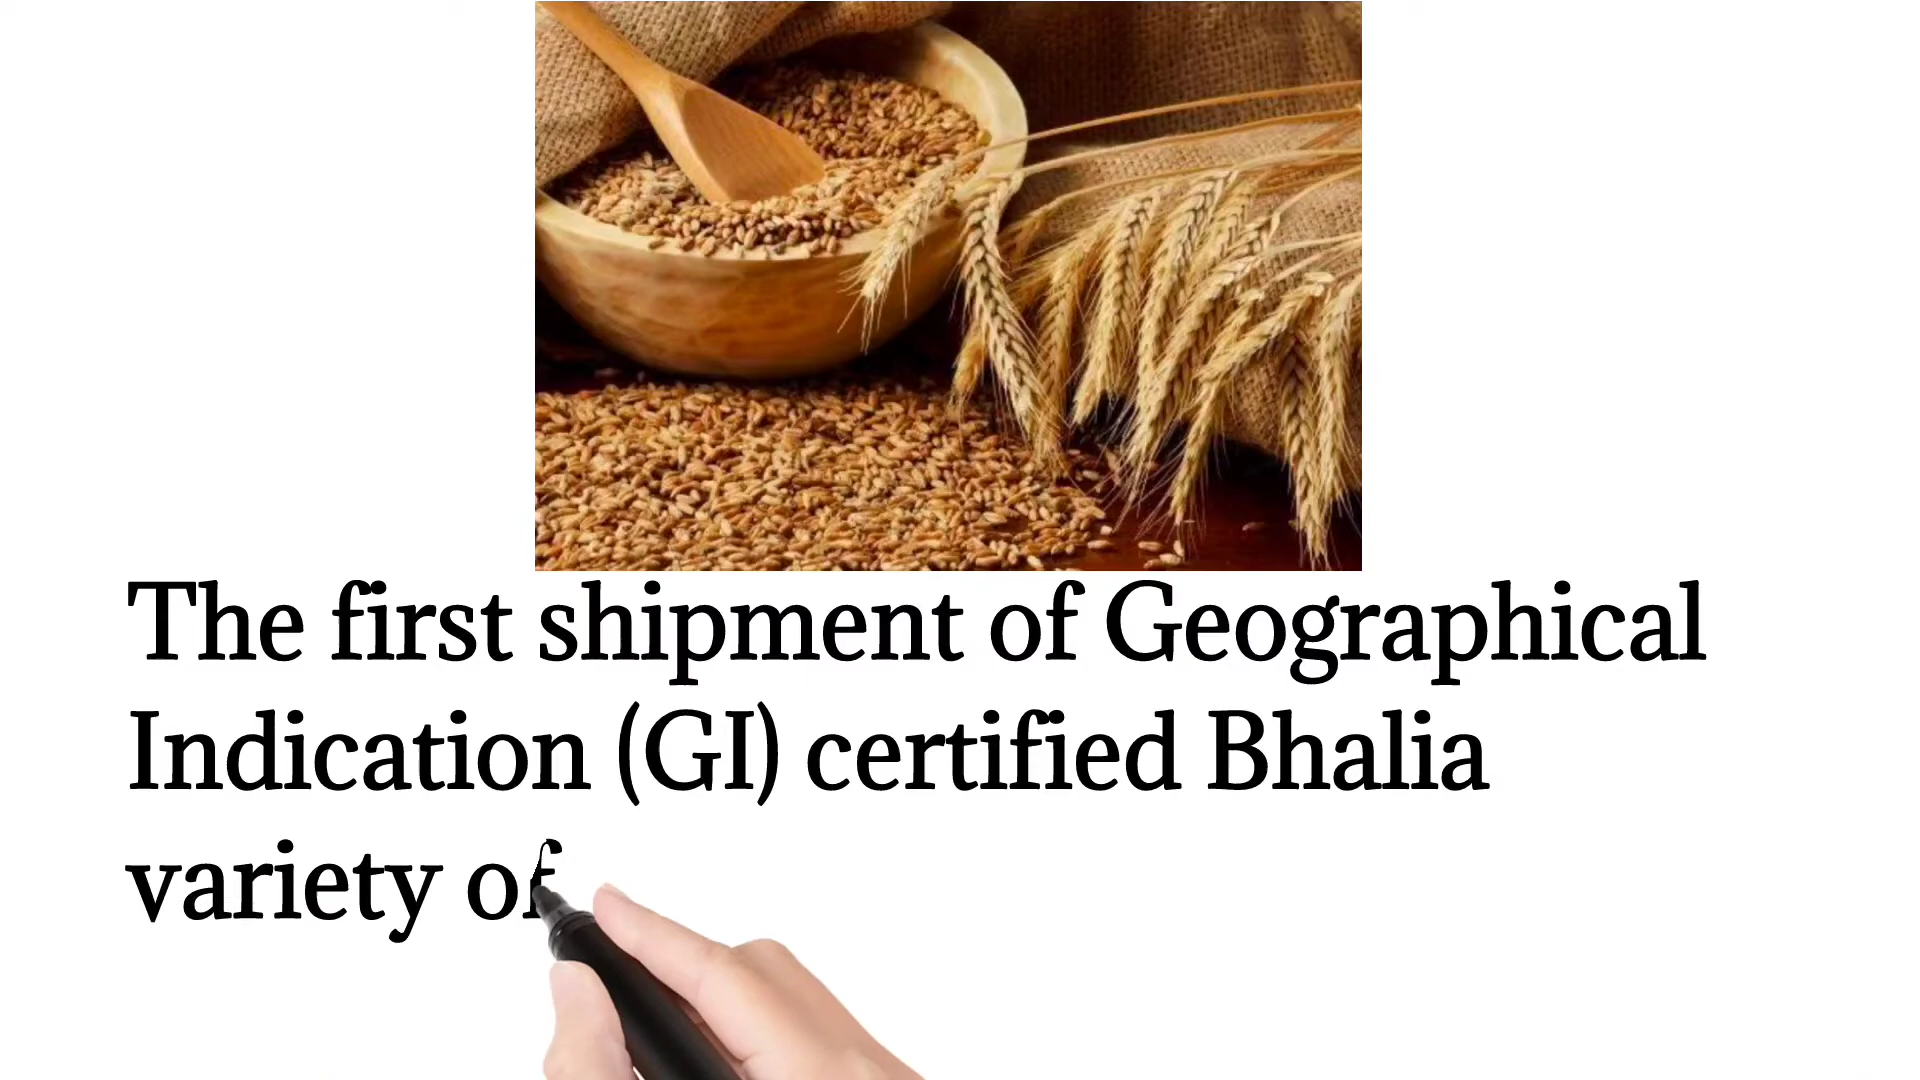 The first shipment of Geographical
Indication (GI) certified Bhalia
variety of